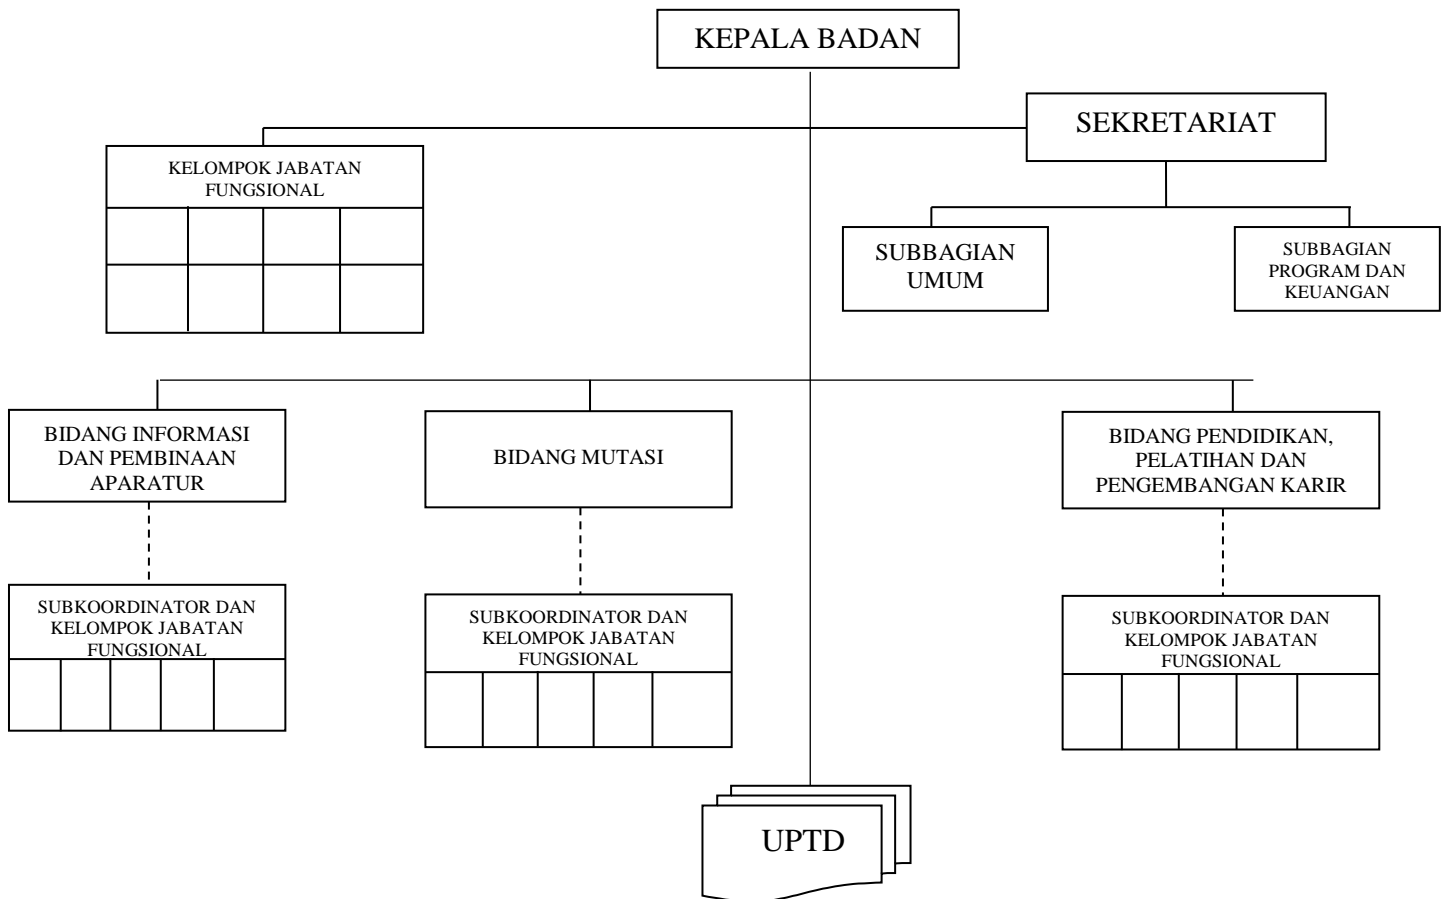 KEPALA BADAN
SEKRETARIAT
KELOMPOK JABATAN
FUNGSIONAL
SUBBAGIAN
UMUM
SUBBAGIAN
PROGRAM DAN
KEUANGAN
BIDANG INFORMASI
DAN PEMBINAAN
APARATUR
BIDANG MUTASI
BIDANG PENDIDIKAN,
PELATIHAN DAN
PENGEMBANGAN KARIR
SUBKOORDINATOR DAN
KELOMPOK JABATAN
FUNGSIONAL
SUBKOORDINATOR DAN
KELOMPOK JABATAN
FUNGSIONAL
SUBKOORDINATOR DAN
KELOMPOK JABATAN
FUNGSIONAL
UPTD